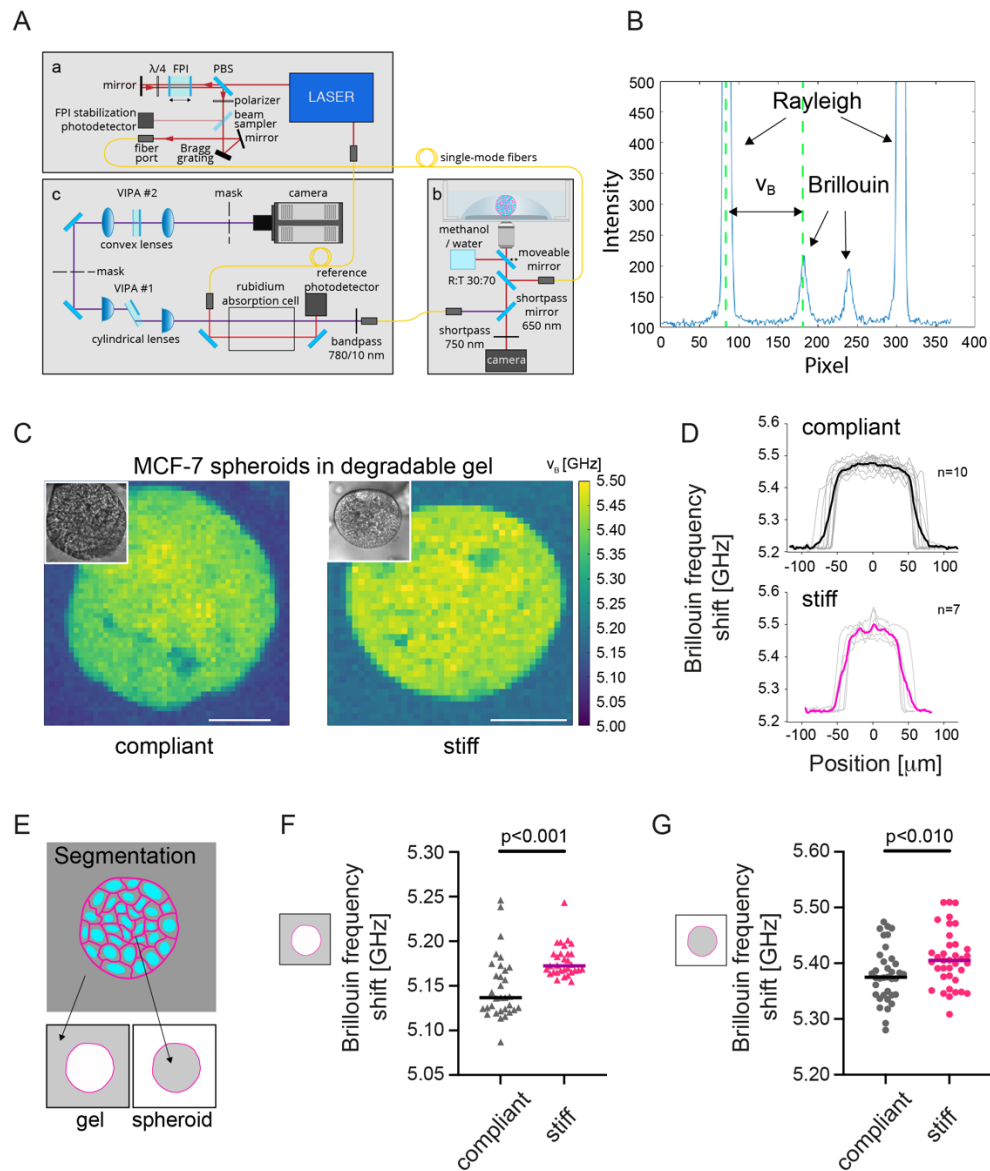 A
a
mirror
λ/4
FPI
PBS
LASER
polarizer
beam
sampler
mirror
FPI stabilization
photodetector
fiber
port
Bragg
grating
single-mode fibers
c
VIPA #2
mask
camera
convex lenses
mask
VIPA #1
cylindrical lenses
rubidium
absorption cell
reference
photodetector
bandpass
780/10 nm
b
methanol
/ water
moveable
mirror
R:T 30:70
shortpass
mirror
650 nm
shortpass
750 nm
camera
B
Intensity
500
450
400
350
300
250
200
150
100
Rayleigh
νB
Brillouin
0 50 100 150 200 250 300 350 400
Pixel
C
MCF-7 spheroids in degradable gel
νB [GHz]
5.50
5.45
5.40
5.35
5.30
5.25
5.20
5.15
5.10
5.05
5.00
compliant
stiff
D
Brillouin frequency
shift [GHz]
compliant
n=10
5.6
5.4
5.3
5.2
-100 -50 0 50 100
stiff
n=7
5.6
5.4
5.3
5.2
-100 -50 0 50 100
Position [μm]
E
Segmentation
gel
spheroid
F
p<0.001
Brillouin frequency
shift [GHz]
5.30
5.25
5.20
5.15
5.10
5.05
compliant
stiff
G
p<0.010
Brillouin frequency
shift [GHz]
5.60
5.50
5.40
5.30
5.20
compliant
stiff